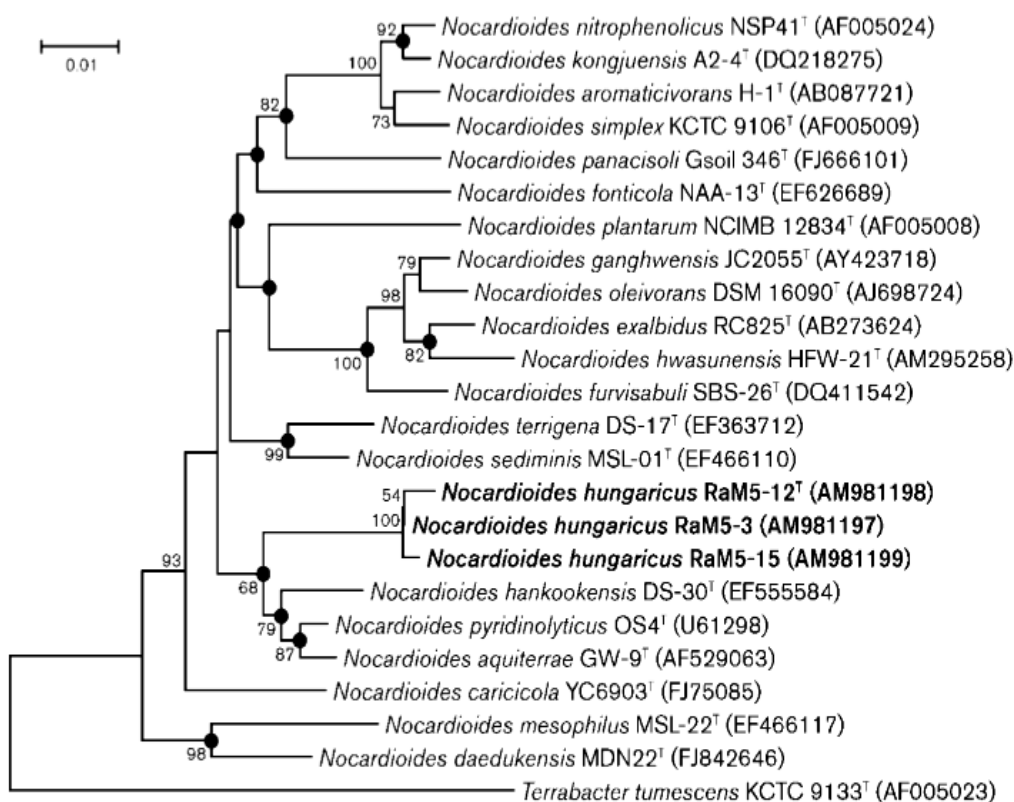 0.01
92
Nocardioides nitrophenolicus NSP41ᵀ (AF005024)
Nocardioides kongjuensis A2-4ᵀ (DQ218275)
100
Nocardioides aromaticivorans H-1ᵀ (AB087721)
73
Nocardioides simplex KCTC 9106ᵀ (AF005009)
82
Nocardioides panacisoli Gsoil 346ᵀ (FJ666101)
Nocardioides fonticola NAA-13ᵀ (EF626689)
Nocardioides plantarum NCIMB 12834ᵀ (AF005008)
79
Nocardioides ganghwensis JC2055ᵀ (AY423718)
98
Nocardioides oleivorans DSM 16090ᵀ (AJ698724)
Nocardioides exalbidus RC825ᵀ (AB273624)
82
Nocardioides hwasunensis HFW-21ᵀ (AM295258)
100
Nocardioides furvisabuli SBS-26ᵀ (DQ411542)
Nocardioides terrigena DS-17ᵀ (EF363712)
99
Nocardioides sediminis MSL-01ᵀ (EF466110)
54
Nocardioides hungaricus RaM5-12ᵀ (AM981198)
100
Nocardioides hungaricus RaM5-3 (AM981197)
Nocardioides hungaricus RaM5-15 (AM981199)
93
68
Nocardioides hankookensis DS-30ᵀ (EF555584)
79
Nocardioides pyridinolyticus OS4ᵀ (U61298)
87
Nocardioides aquiterrae GW-9ᵀ (AF529063)
Nocardioides caricicola YC6903ᵀ (FJ75085)
Nocardioides mesophilus MSL-22ᵀ (EF466117)
98
Nocardioides daedukensis MDN22ᵀ (FJ842646)
Terrabacter tumescens KCTC 9133ᵀ (AF005023)